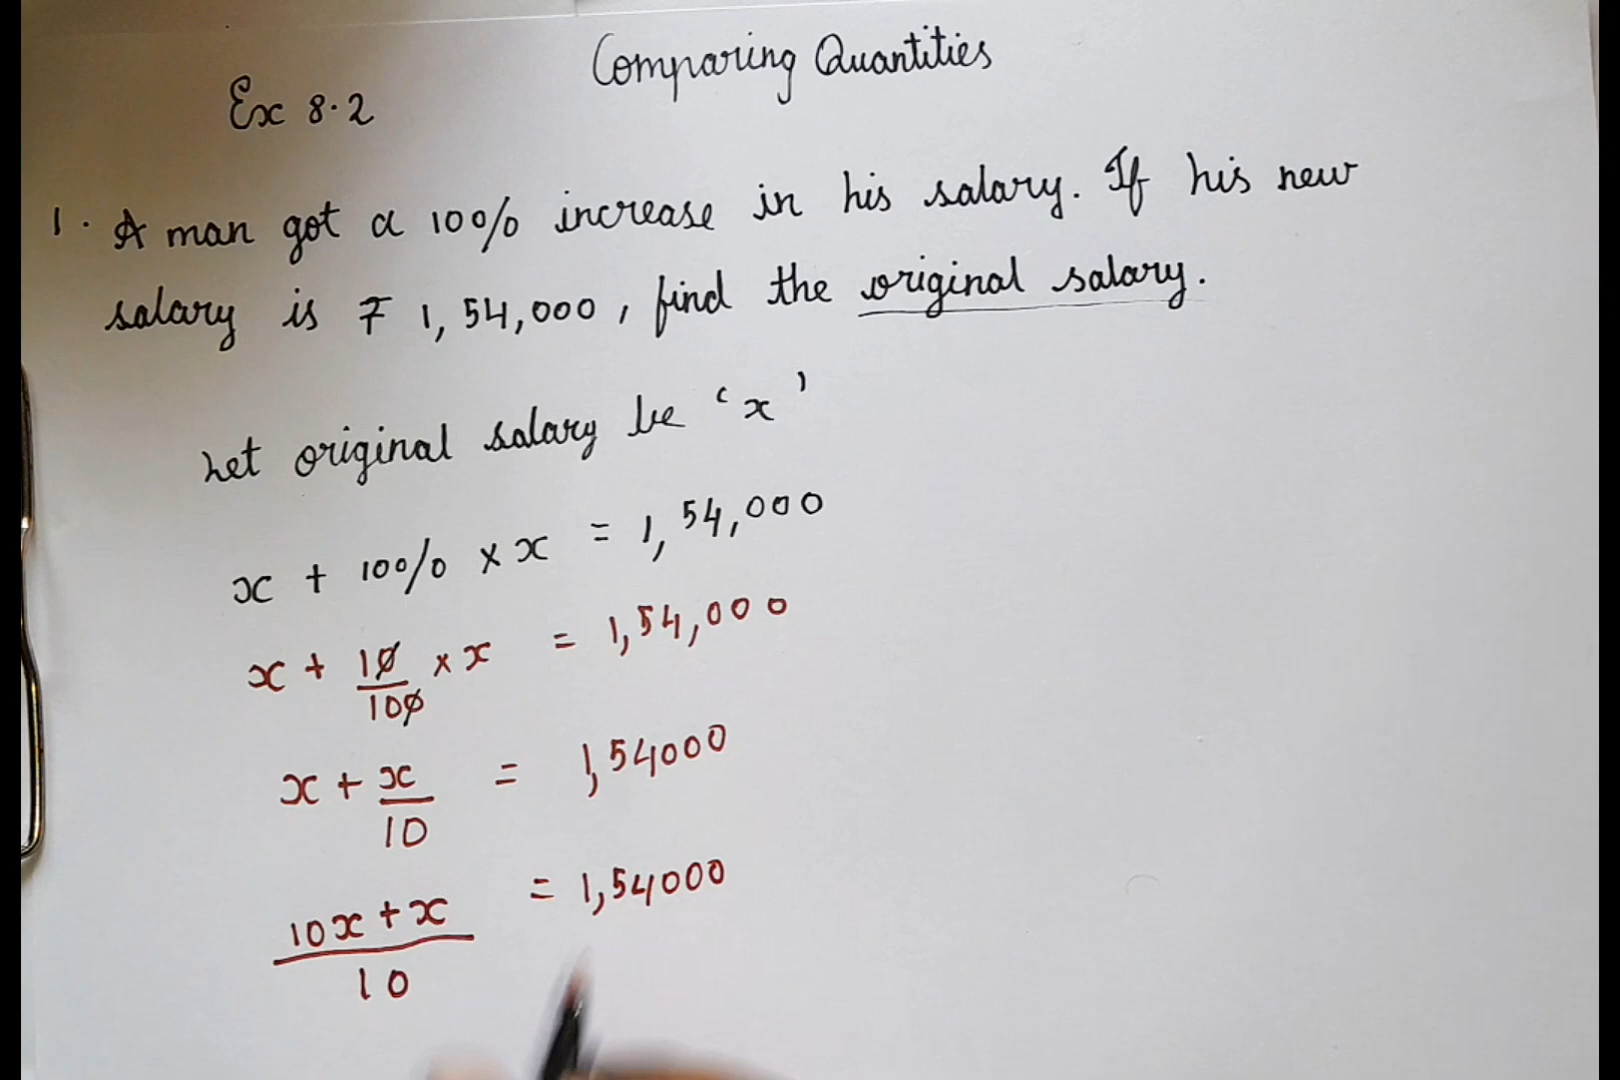 Comparing Quantities
Ex 8.2
1. A man got a 10% increase in his salary. If his new
salary is ₹ 1,54,000, find the original salary.
Let original salary be ‘x’
x + 10% × x = 1,54,000
x + 10/100 × x = 1,54,000
x + x/10 = 1,54000
10x + x/10 = 1,54000